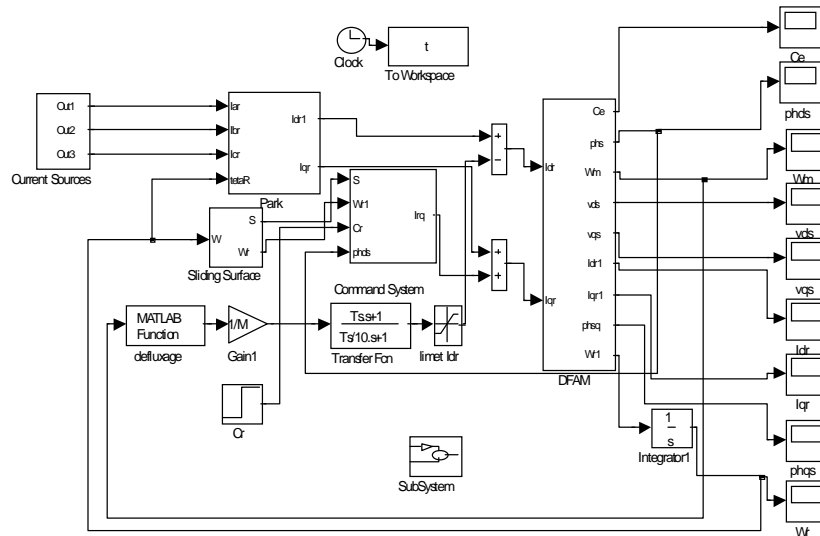 Clock
t
To Workspace
Ce
phds
Wm
vds
vqs
Idr
Iqr
phqs
Wr
Out1
Out2
Out3
Current Sources
Iar
Ibr
Icr
tetaR
Idr1
Iqr
Park
W
S
Wr
Sliding Surface
S
Wr1
Cr
phds
Irq
Command System
+
−
+
+
Idr
Iqr
Ce
phs
Wm
vds
vqs
Idr1
Iqr1
phsq
Wr1
DFAM
MATLAB
Function
defluxage
1/M
Gain1
Ts.s+1
Ts/10.s+1
Transfer Fcn
limet Idr
Cr
SubSystem
1
s
Integrator1